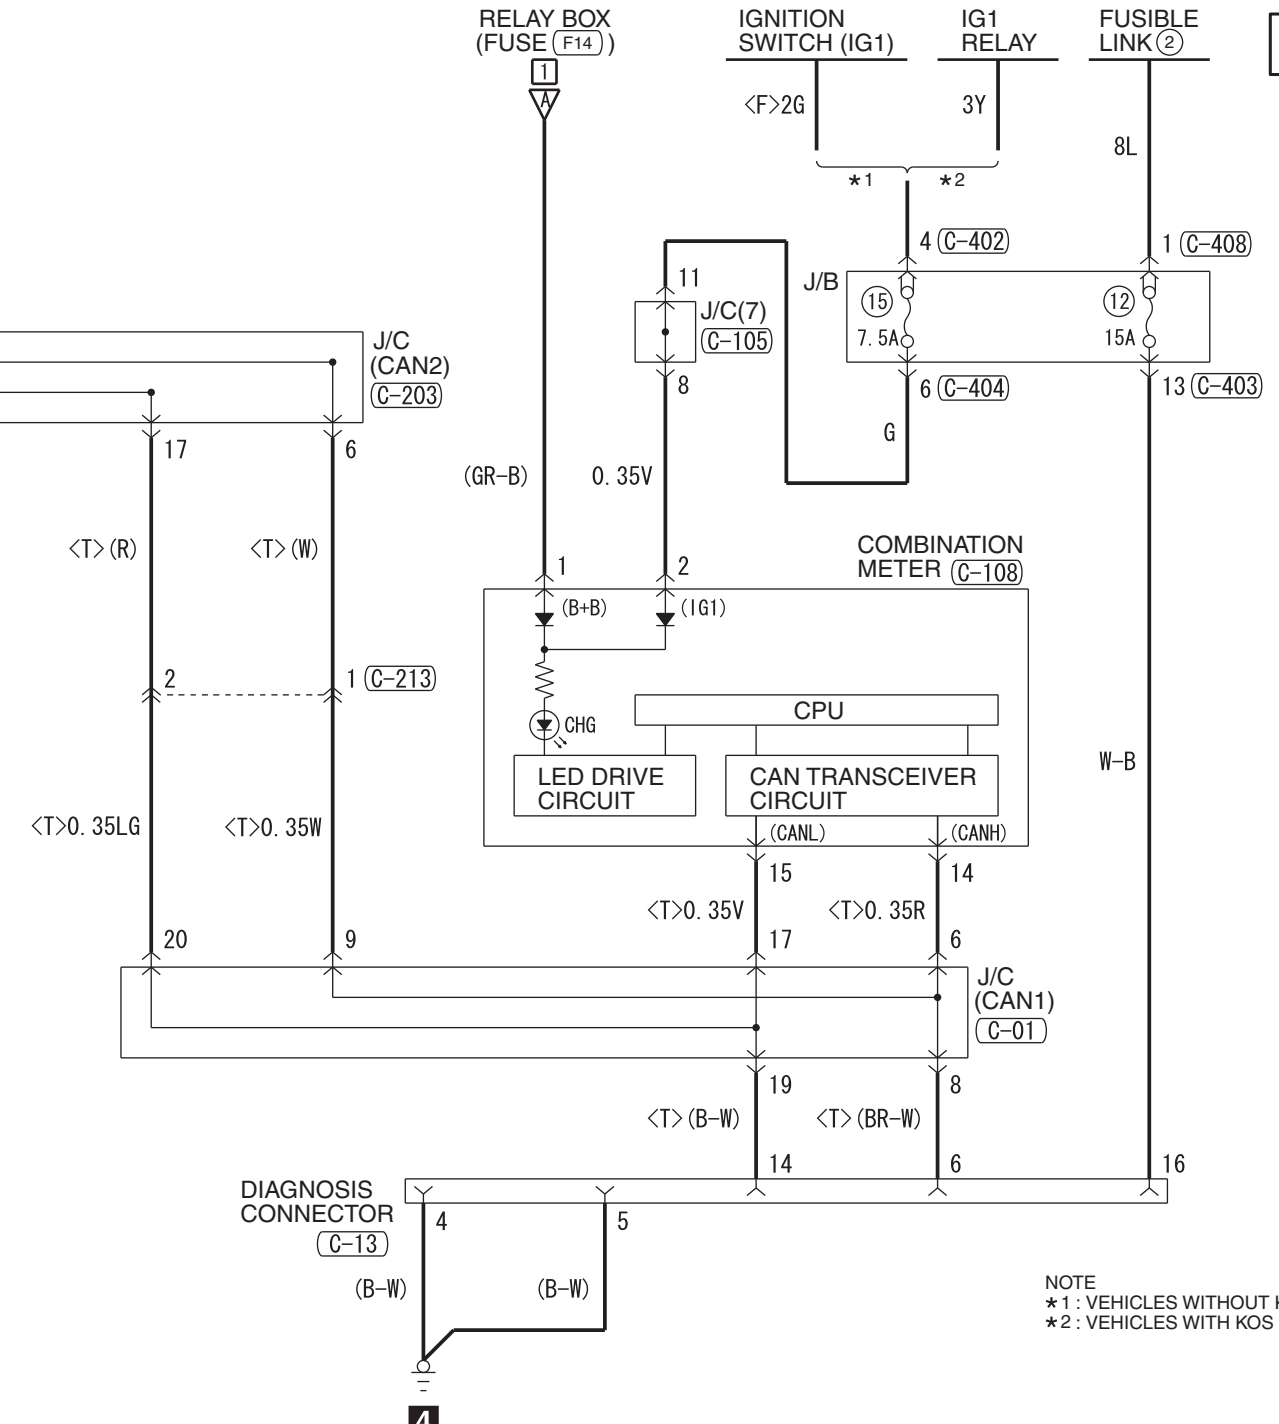 RELAY BOX
(FUSE F14)
1
A
IGNITION
SWITCH (IG1)
IG1
RELAY
FUSIBLE
LINK 2
<F>2G
3Y
8L
*1
*2
4 C-402
1 C-408
J/B
15
7.5A
12
15A
11
J/C(7)
C-105
8
6 C-404
13 C-403
J/C
(CAN2)
C-203
17
6
G
(GR-B)
0.35V
<T>(R)
<T>(W)
COMBINATION
METER C-108
1
2
(B+B)
(IG1)
2
1 C-213
CPU
CHG
LED DRIVE
CIRCUIT
CAN TRANSCEIVER
CIRCUIT
W-B
<T>0.35LG
<T>0.35W
(CANL)
(CANH)
15
14
<T>0.35V
<T>0.35R
20
9
17
6
J/C
(CAN1)
C-01
19
8
<T>(B-W)
<T>(BR-W)
14
6
16
DIAGNOSIS
CONNECTOR
C-13
4
5
(B-W)
(B-W)
NOTE
*1 : VEHICLES WITHOUT
*2 : VEHICLES WITH KOS
4